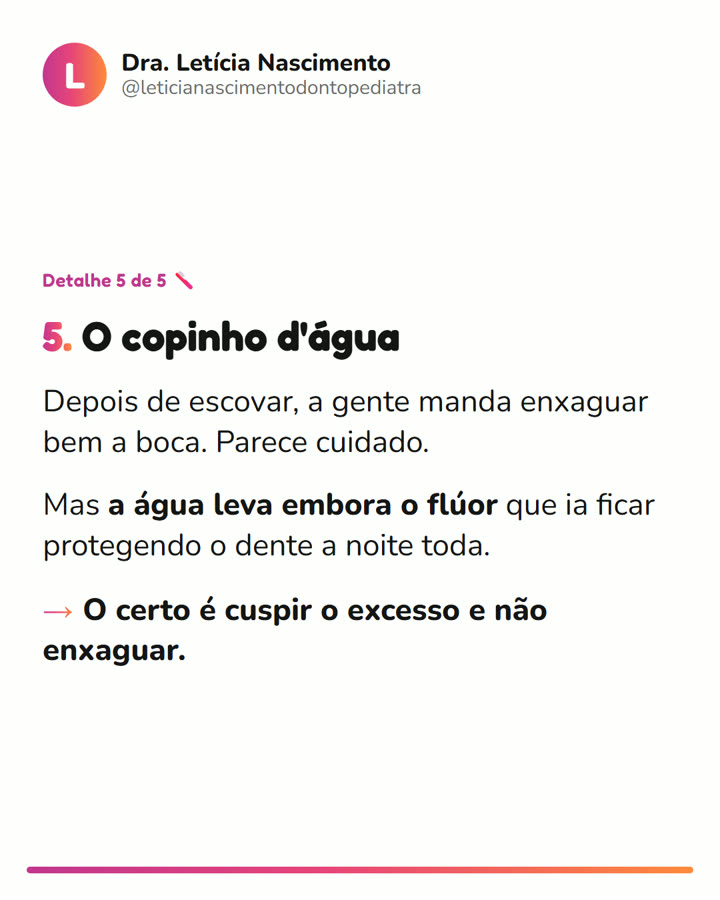 L
Dra. Letícia Nascimento
@leticianascimentodontopediatra
Detalhe 5 de 5
5. O copinho d'água
Depois de escovar, a gente manda enxaguar
bem a boca. Parece cuidado.
Mas a água leva embora o flúor que ia ficar
protegendo o dente a noite toda.
→ O certo é cuspir o excesso e não
enxaguar.